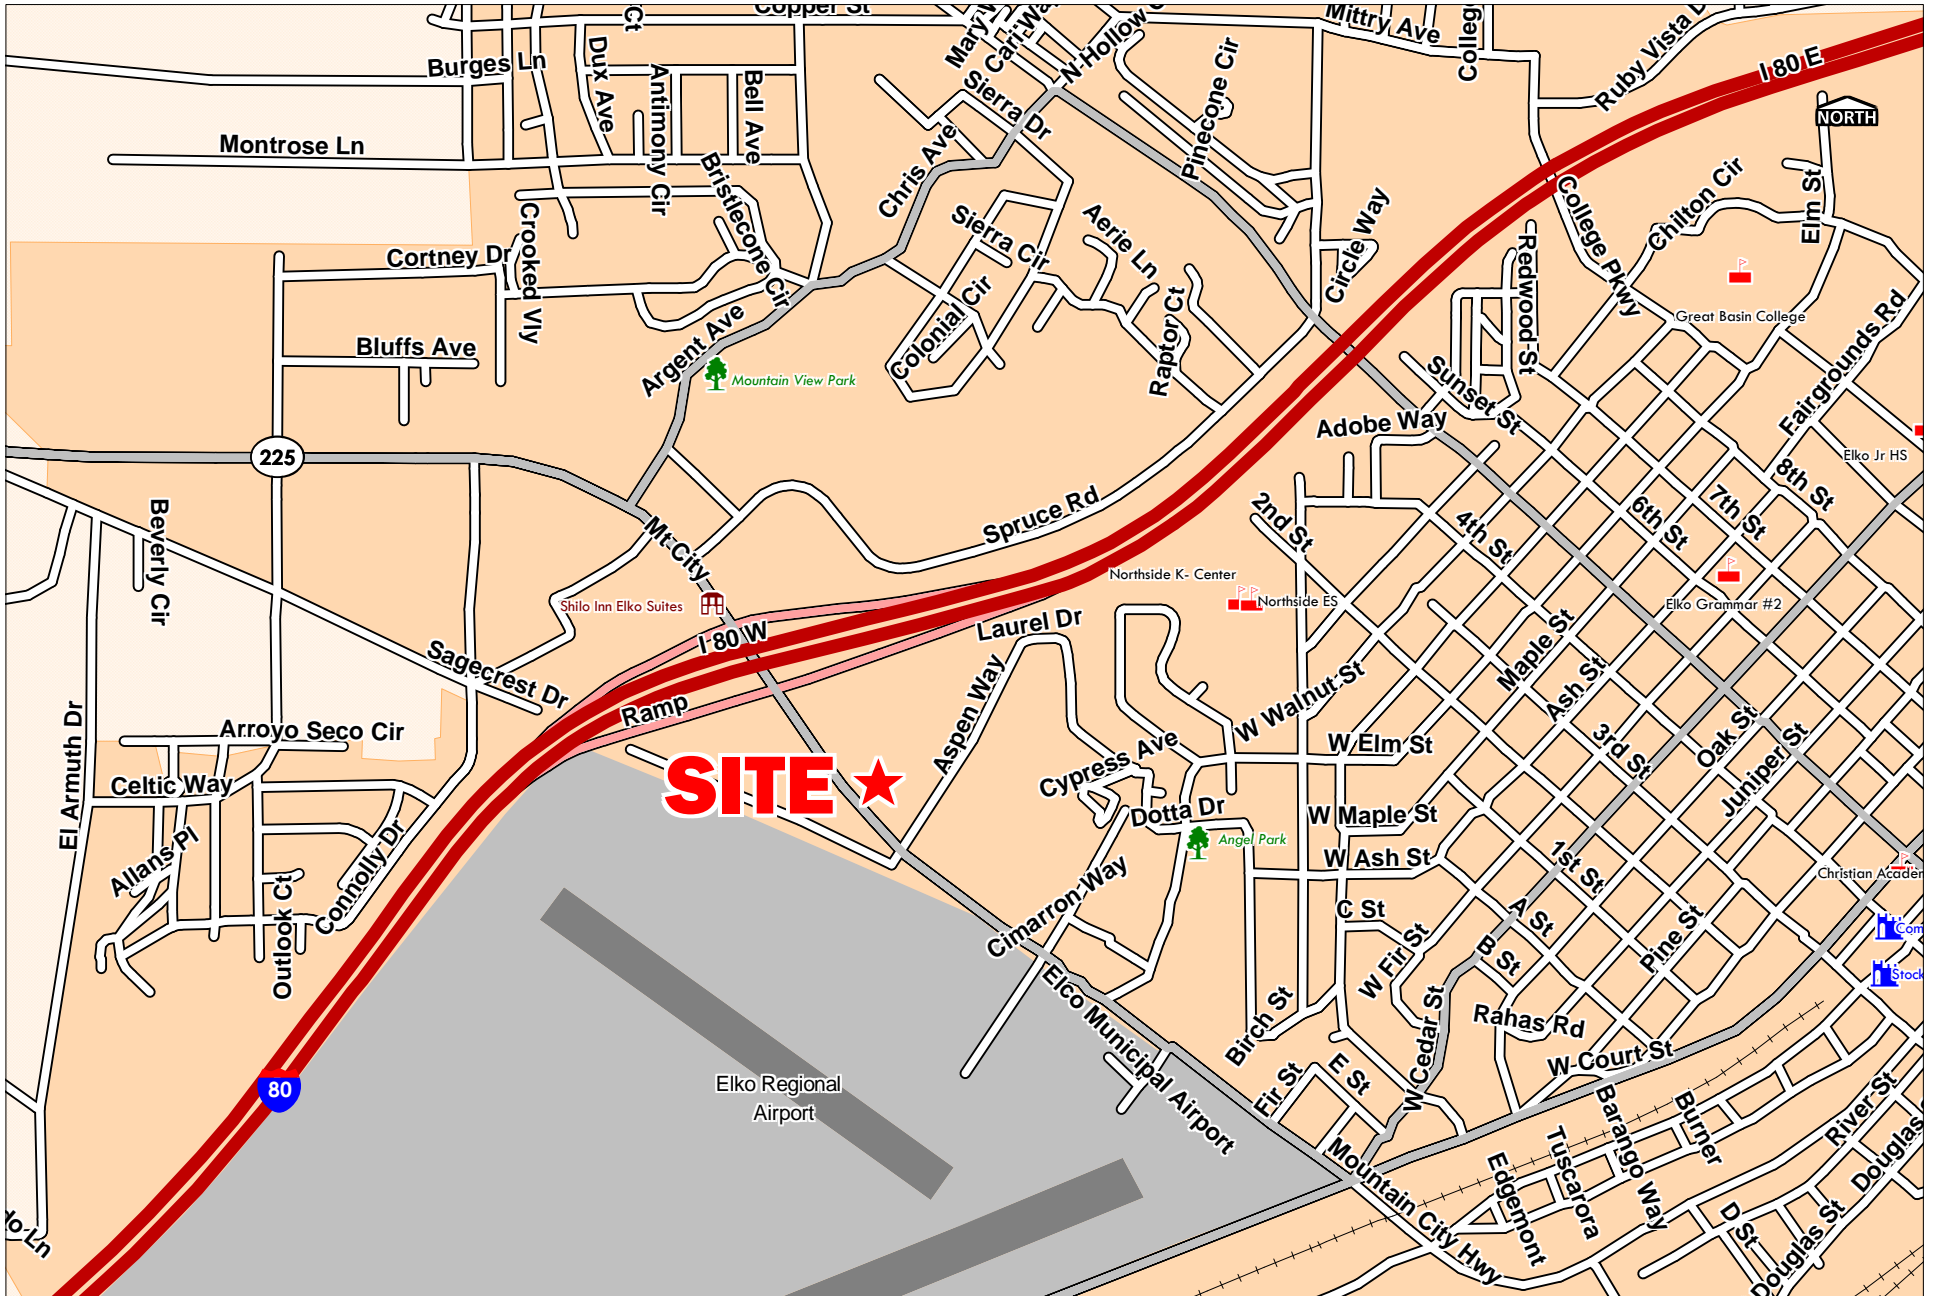 Copper St
Ct
Mary
N Hollow
Mittry Ave
Ruby Vista
I 80 E
NORTH
Burges Ln
Dux Ave
Antimony Cir
Bell Ave
Sierra Dr
Pinecone Cir
Montrose Ln
Bristlecone Cir
Chris Ave
College Pkwy
Chilton Cir
Elm St
Crooked Vly
Cortney Dr
Sierra Cir
Aerie Ln
Circle Way
Redwood St
Great Basin College
Fairgrounds Rd
Colonial Cir
Raptor Ct
Argent Ave
Bluffs Ave
Mountain View Park
Sunset St
Adobe Way
225
Elko Jr HS
8th St
7th St
6th St
4th St
2nd St
Spruce Rd
Beverly Cir
Mt City
Northside K- Center
Northside ES
Shilo Inn Elko Suites
Elko Grammar #2
Laurel Dr
I 80 W
Maple St
Ash St
Sagecrest Dr
Ramp
Aspen Way
W Walnut St
El Armuth Dr
Arroyo Seco Cir
W Elm St
3rd St
Oak St
Juniper St
Cypress Ave
Celtic Way
SITE
Dotta Dr
W Maple St
Angel Park
W Ash St
1st St
Allans Pl
Connolly Dr
Outlook Ct
Christian Academ
Cimarron Way
C St
A St
W Fir St
B St
Pine St
Com
Stock
Elco Municipal Airport
Birch St
W Cedar St
Rahas Rd
W Court St
80
Elko Regional
Airport
Fir St
E St
Barango Way
Burner
River St
Douglas
Tuscarora
Edgemont
Mountain City Hwy
D St
Douglas St
Ln